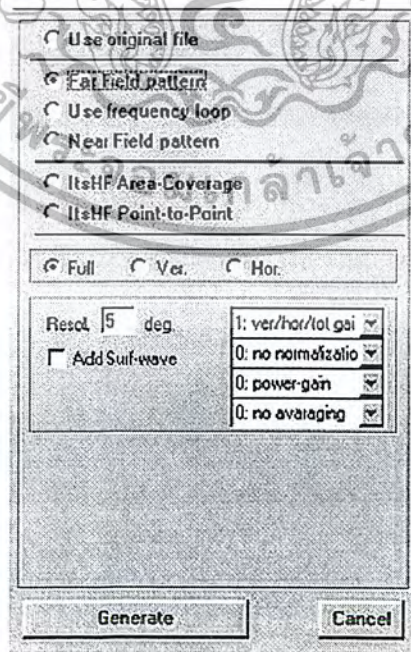 Use original file
Far Field pattern
Use frequency loop
Near Field pattern
ItsHF Area-Coverage
ItsHF Point-to-Point
Full Ver. Hor.
Resol. 5 deg. 1: ver/hor/tot gai
Add Surf-wave 0: no normalizatio
0: power-gain
0: no avaraging
Generate Cancel